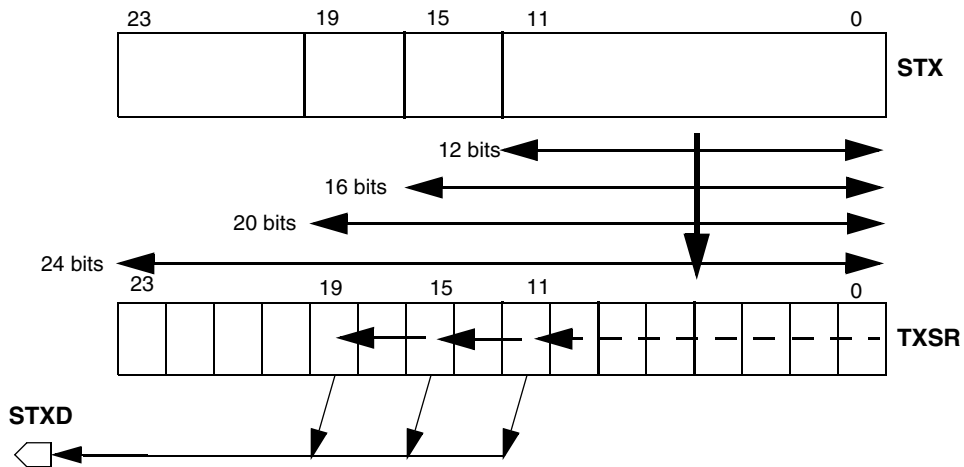 23 19 15 11 0
STX
12 bits
16 bits
20 bits
24 bits
23 19 15 11 0
TXSR
STXD